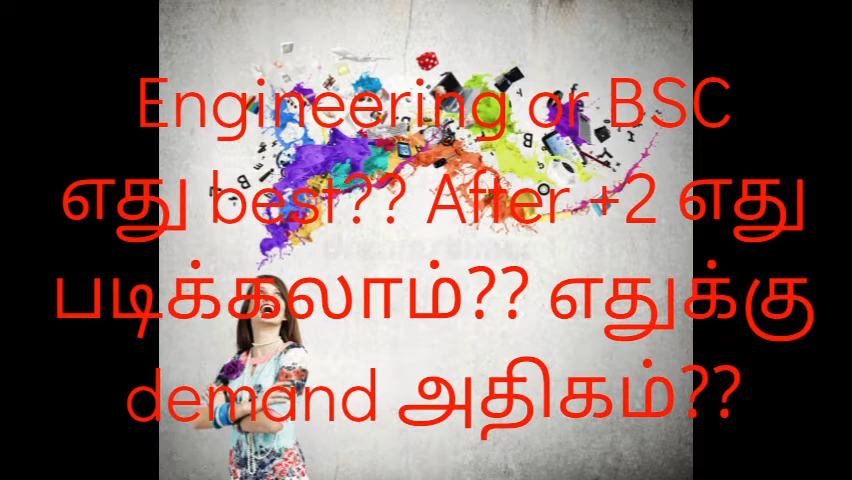 Engineering or BSC
எது best?? After +2 எது
படிக்கலாம்?? எதுக்கு
demand அதிகம்??